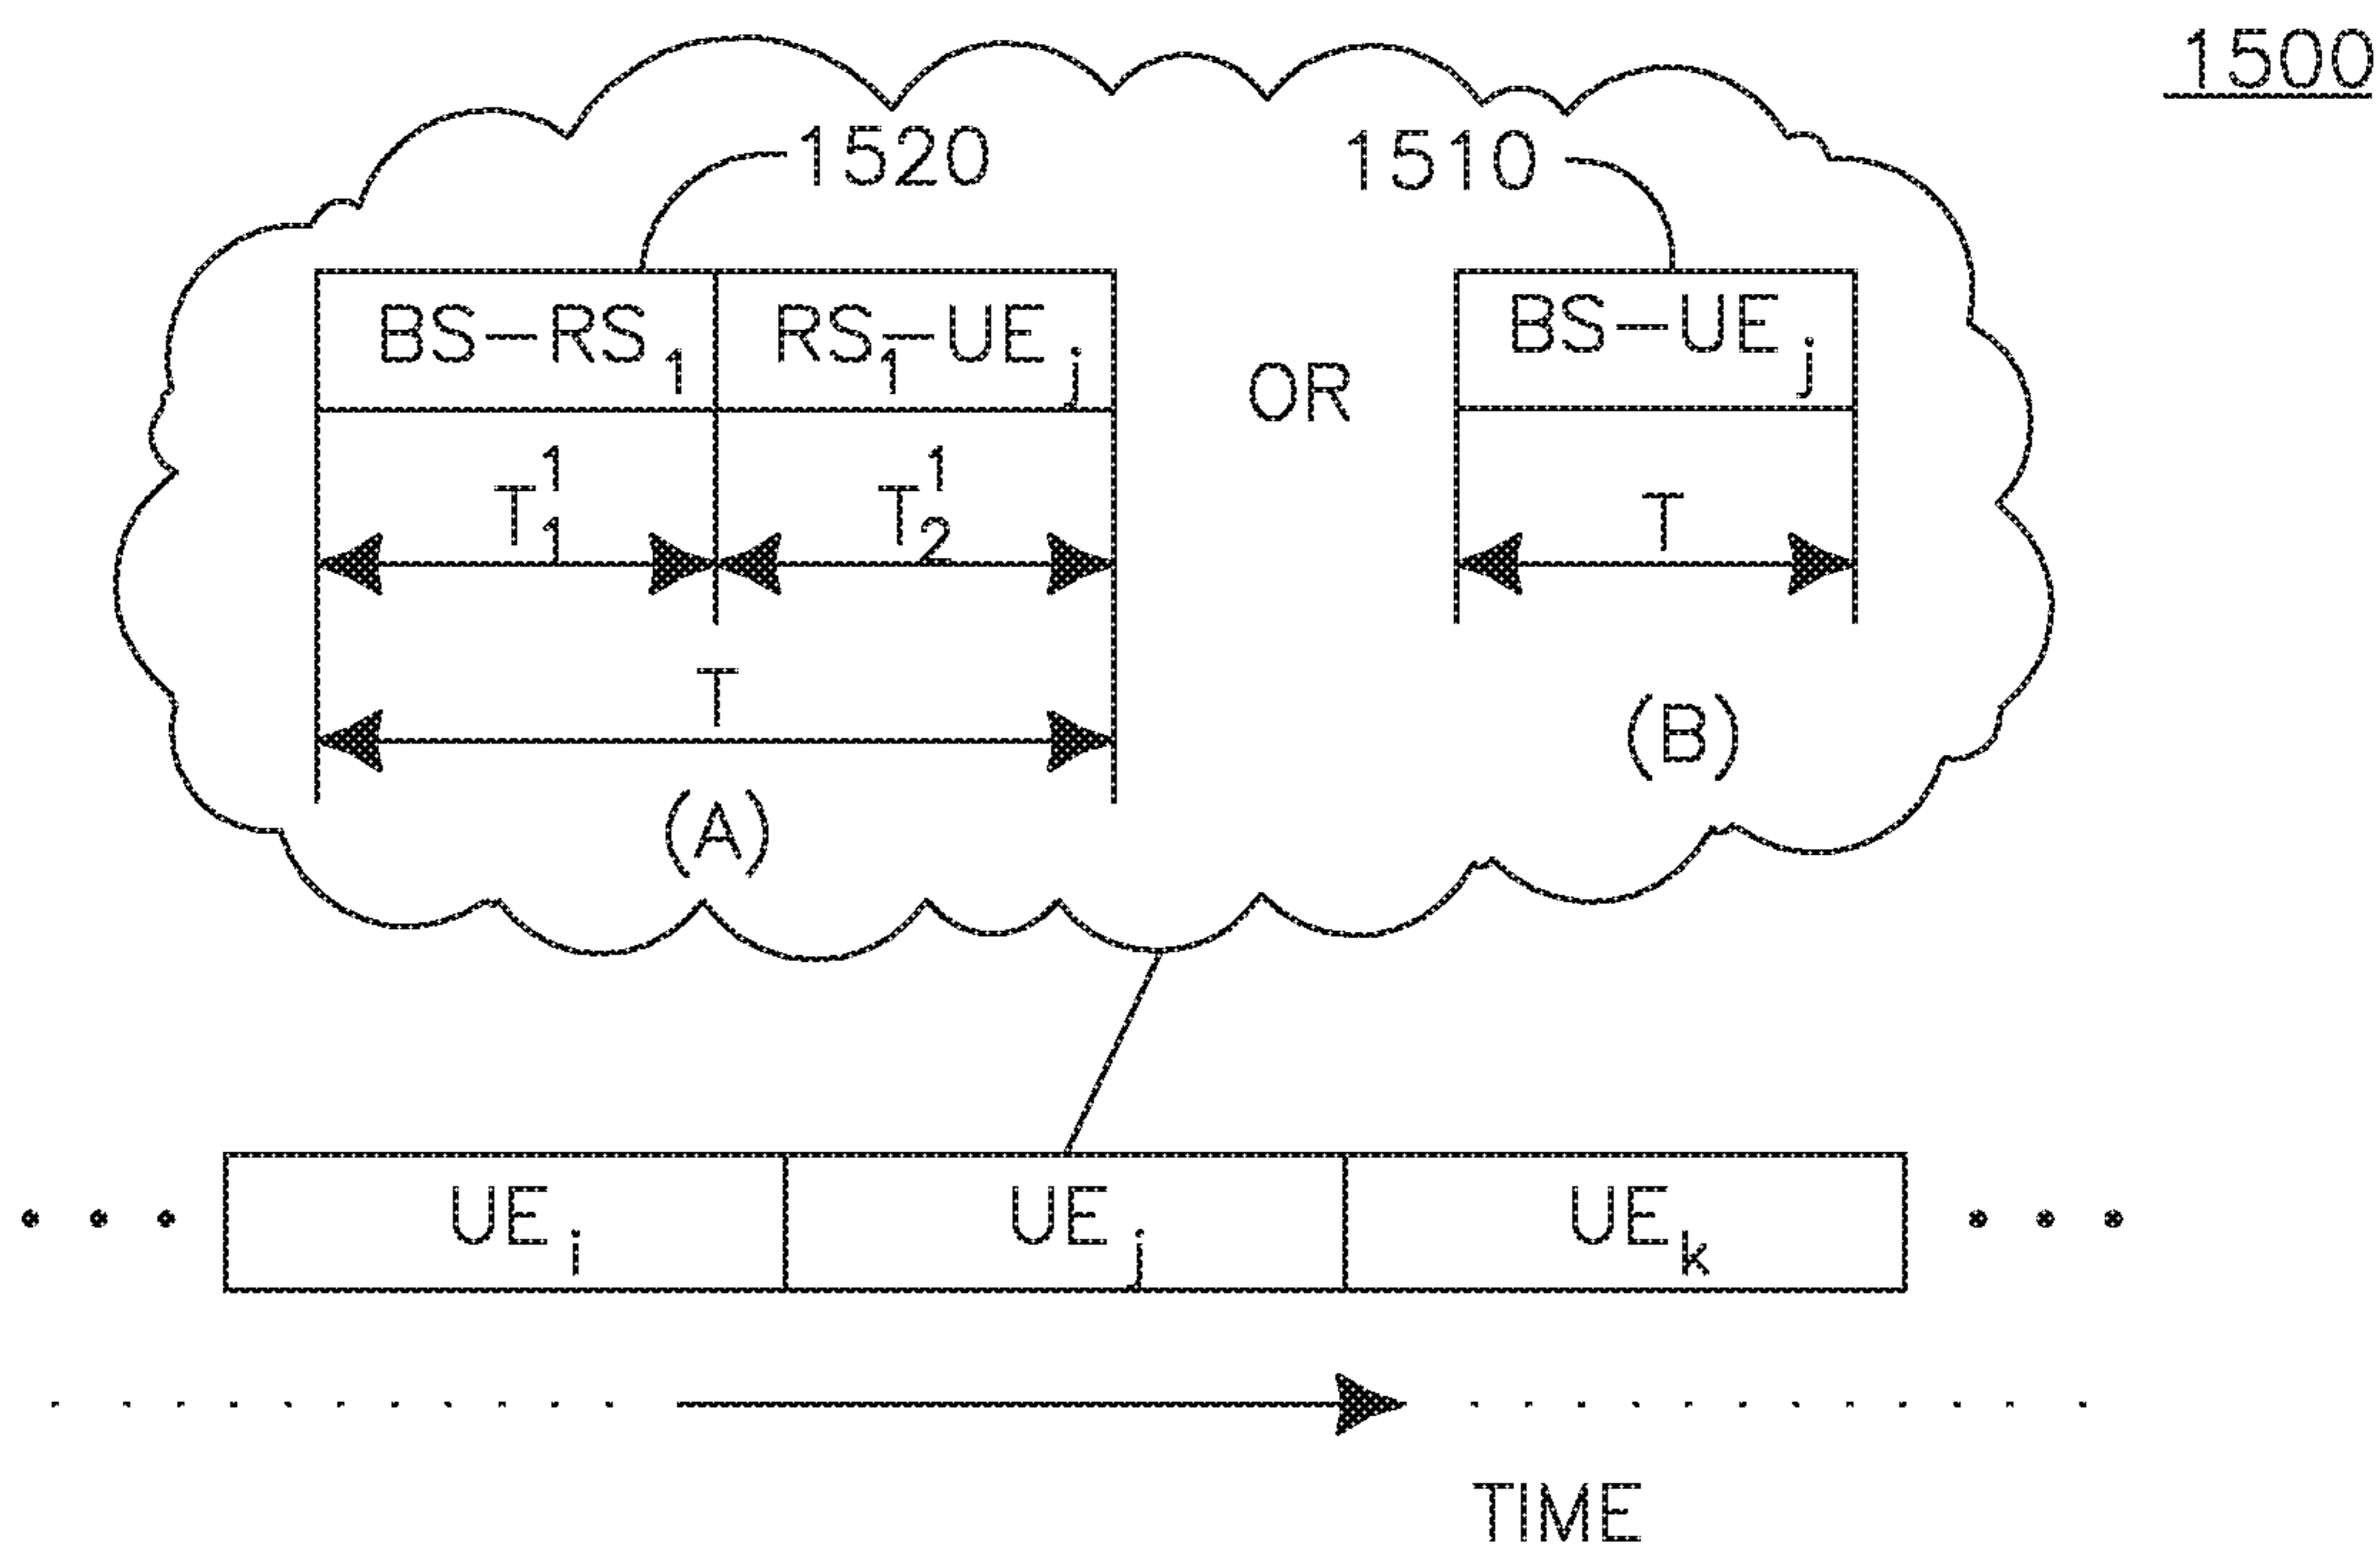 1500
1520 1510
BS-RS₁ RS₁-UEⱼ OR BS-UEⱼ
T₁¹ T₂¹ T
T (B)
(A)
UEᵢ UEⱼ UEₖ
TIME